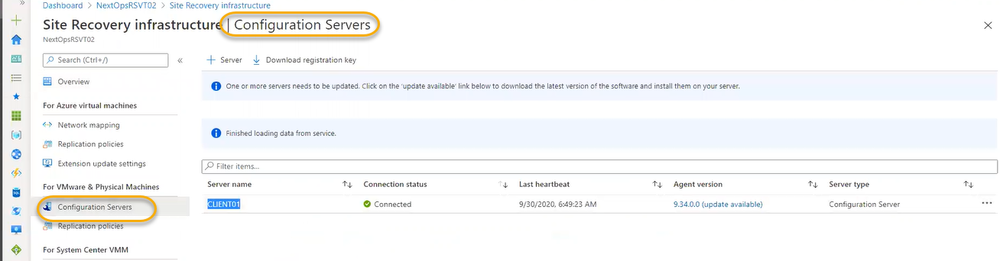 Dashboard > NextOpsRSVT02 > Site Recovery infrastructure
Site Recovery infrastructure | Configuration Servers
NextOpsRSVT02
Search (Ctrl+/)
Overview
For Azure virtual machines
Network mapping
Replication policies
Extension update settings
For VMware & Physical Machines
Configuration Servers
Replication policies
For System Center VMM
+ Server Download registration key
One or more servers needs to be updated. Click on the 'update available' link below to download the latest version of the software and install them on your server.
Finished loading data from service.
Filter items...
Server name Connection status Last heartbeat Agent version Server type
CLIENT01 Connected 9/30/2020, 6:49:23 AM 9.34.0.0 (update available) Configuration Server ...